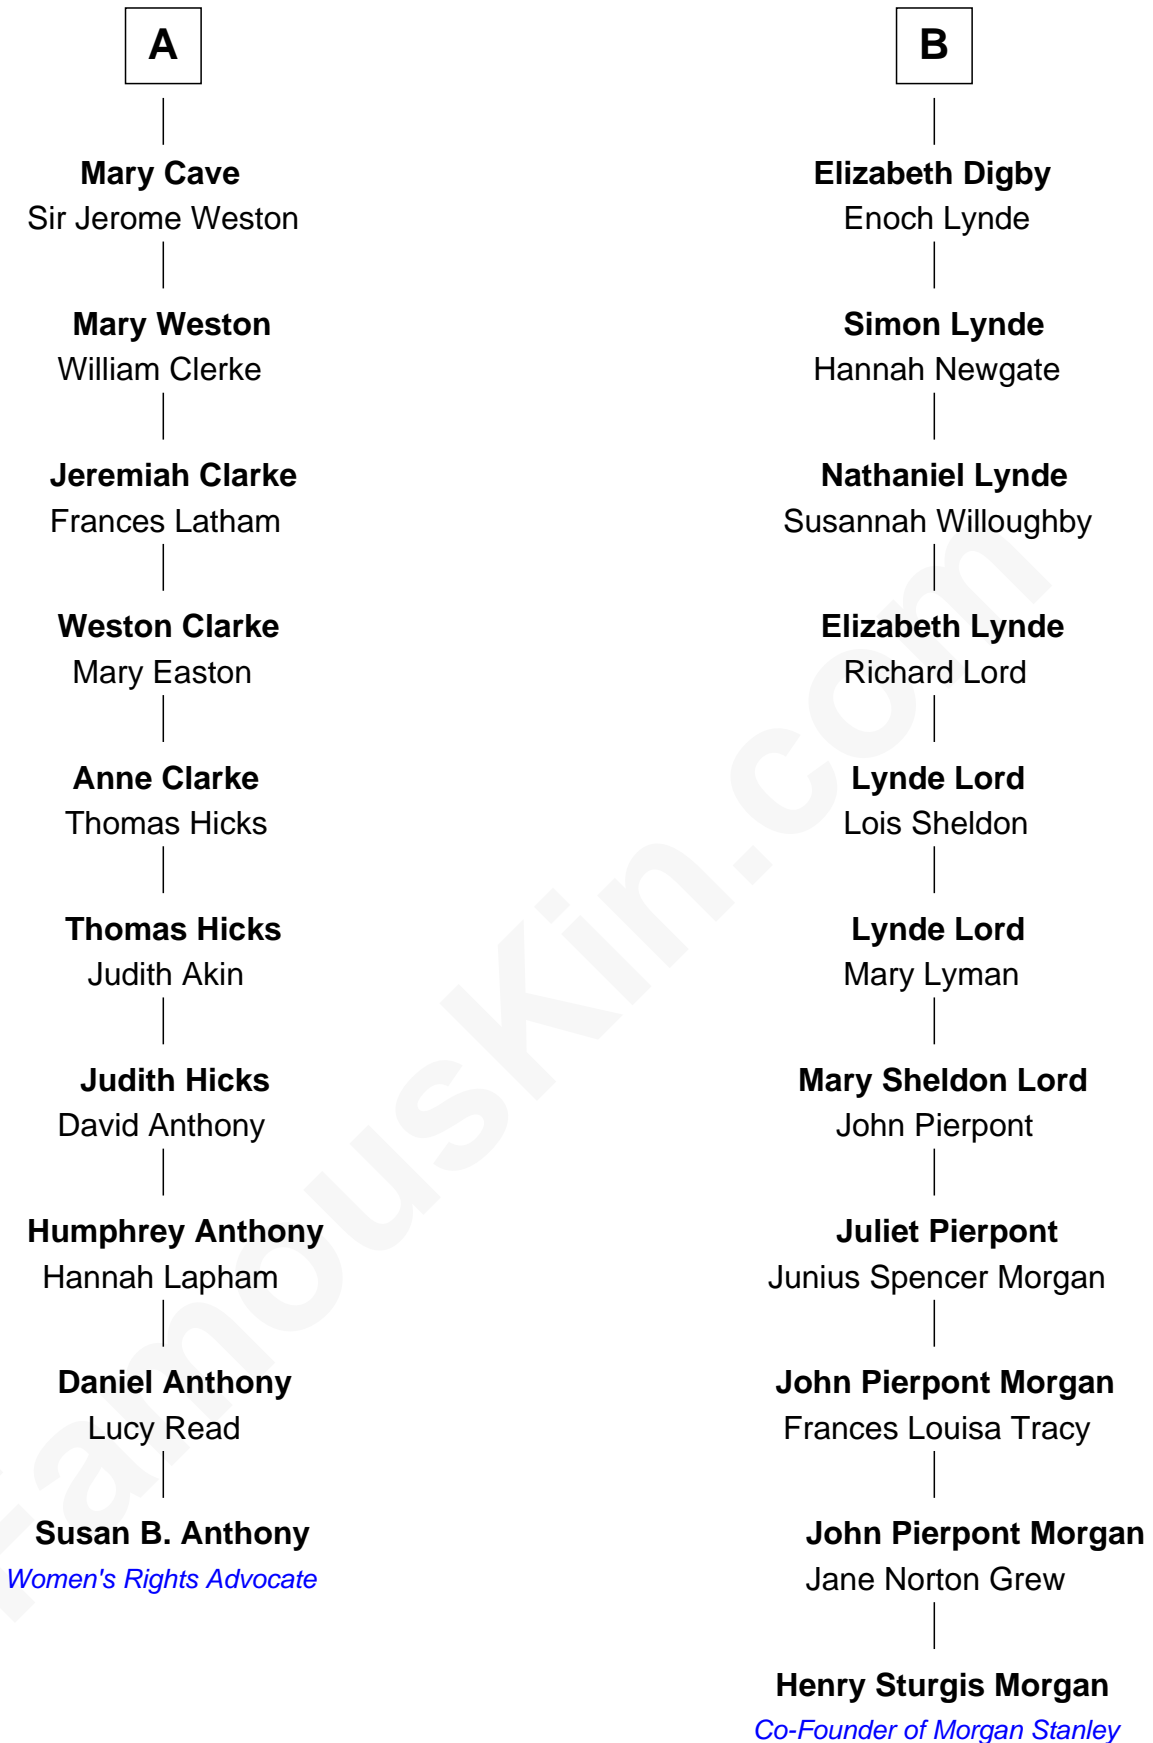 A
Mary Cave
Sir Jerome Weston
Mary Weston
William Clerke
Jeremiah Clarke
Frances Latham
Weston Clarke
Mary Easton
Anne Clarke
Thomas Hicks
Thomas Hicks
Judith Akin
Judith Hicks
David Anthony
Humphrey Anthony
Hannah Lapham
Daniel Anthony
Lucy Read
Susan B. Anthony
Women's Rights Advocate
B
Elizabeth Digby
Enoch Lynde
Simon Lynde
Hannah Newgate
Nathaniel Lynde
Susannah Willoughby
Elizabeth Lynde
Richard Lord
Lynde Lord
Lois Sheldon
Lynde Lord
Mary Lyman
Mary Sheldon Lord
John Pierpont
Juliet Pierpont
Junius Spencer Morgan
John Pierpont Morgan
Frances Louisa Tracy
John Pierpont Morgan
Jane Norton Grew
Henry Sturgis Morgan
Co-Founder of Morgan Stanley
FamousKin.com